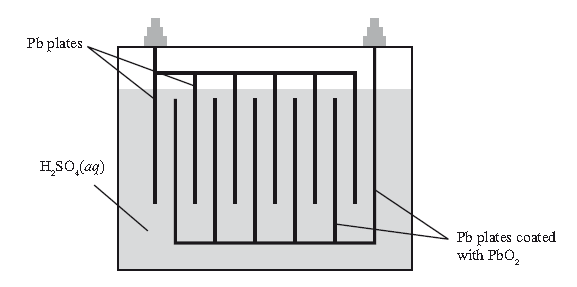 Pb plates
H₂SO₄(aq)
Pb plates coated
with PbO₂